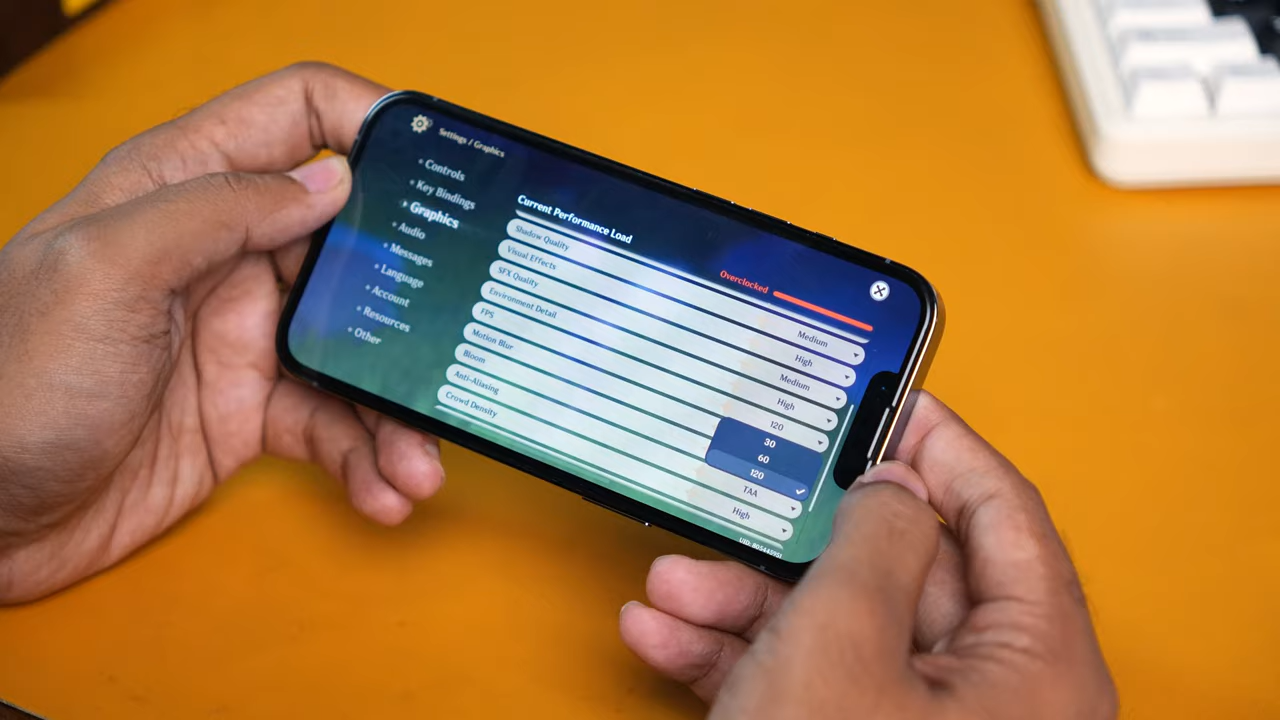 Settings / Graphics
Controls
Key Bindings
Graphics
Audio
Messages
Language
Account
Resources
Other
Current Performance Load
Overclocked
Shadow Quality
Medium
Visual Effects
High
SFX Quality
Medium
Environment Detail
High
FPS
120
30
60
120
Motion Blur
Bloom
Anti-Aliasing
TAA
Crowd Density
High
UID: 805445951